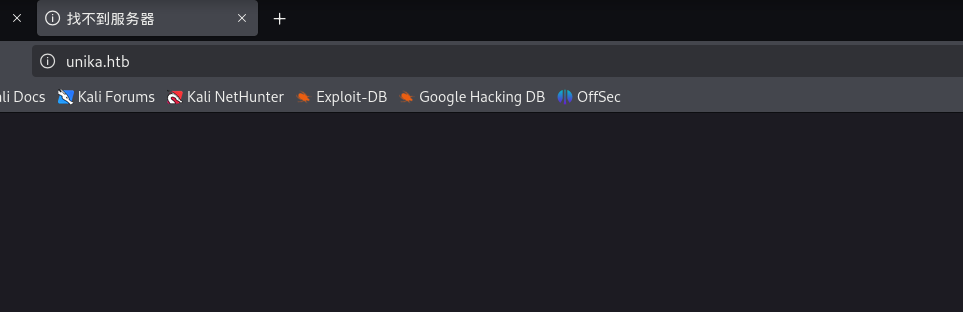 找不到服务器
unika.htb
ali Docs Kali Forums Kali NetHunter Exploit-DB Google Hacking DB OffSec